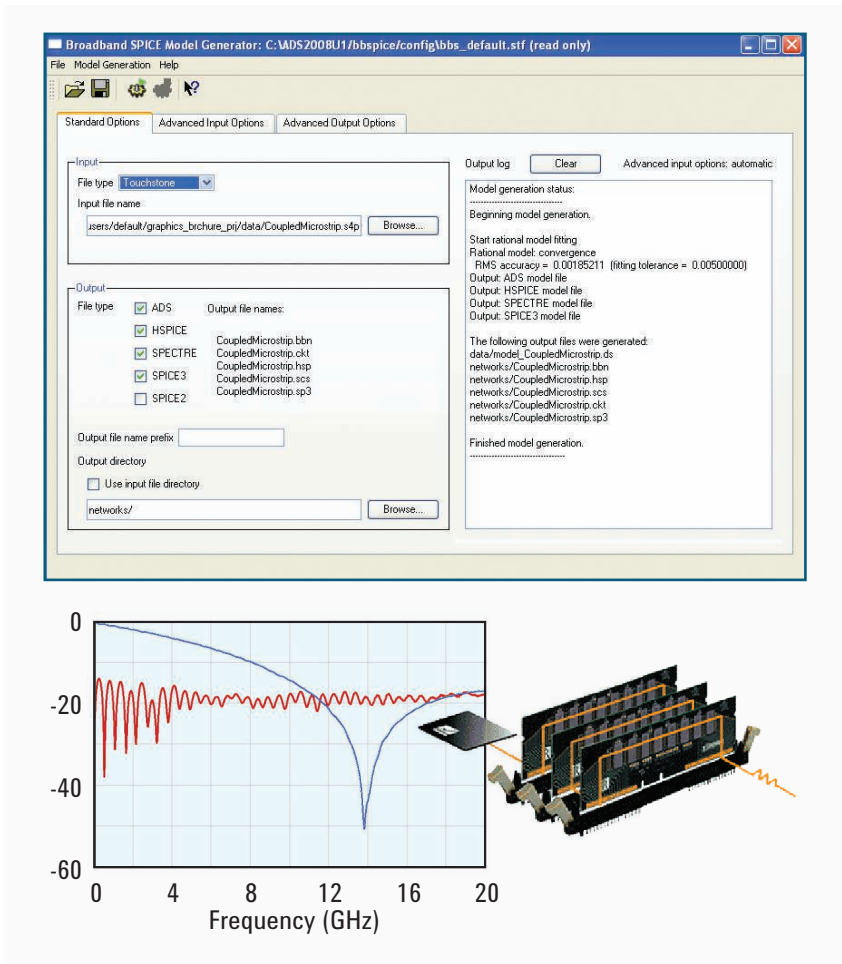 Broadband SPICE Model Generator: C:\ADS2008U1/bbspice/config\bbs_default.stf (read only)
File Model Generation Help
Standard Options Advanced Input Options Advanced Output Options
Input
File type Touchstone
Input file name
users/default/graphics_brchure_prj/data/CoupledMicrostrip.s4p Browse...
Output
File type ADS Output file names:
HSPICE
CoupledMicrostrip.bbn
SPECTRE CoupledMicrostrip.ckt
CoupledMicrostrip.hsp
SPICE3 CoupledMicrostrip.scs
CoupledMicrostrip.sp3
SPICE2
Output file name prefix
Output directory
Use input file directory
networks/ Browse...
Output log Clear Advanced input options: automatic
Model generation status:
---------------------------------
Beginning model generation.
Start rational model fitting
Rational model: convergence
RMS accuracy = 0.00185211 (fitting tolerance = 0.00500000)
Output: ADS model file
Output: HSPICE model file
Output: SPECTRE model file
Output: SPICE3 model file
The following output files were generated:
data/model_CoupledMicrostrip.ds
networks/CoupledMicrostrip.bbn
networks/CoupledMicrostrip.hsp
networks/CoupledMicrostrip.scs
networks/CoupledMicrostrip.ckt
networks/CoupledMicrostrip.sp3
Finished model generation.
---------------------------------
0
-20
-40
-60
0 4 8 12 16 20
Frequency (GHz)